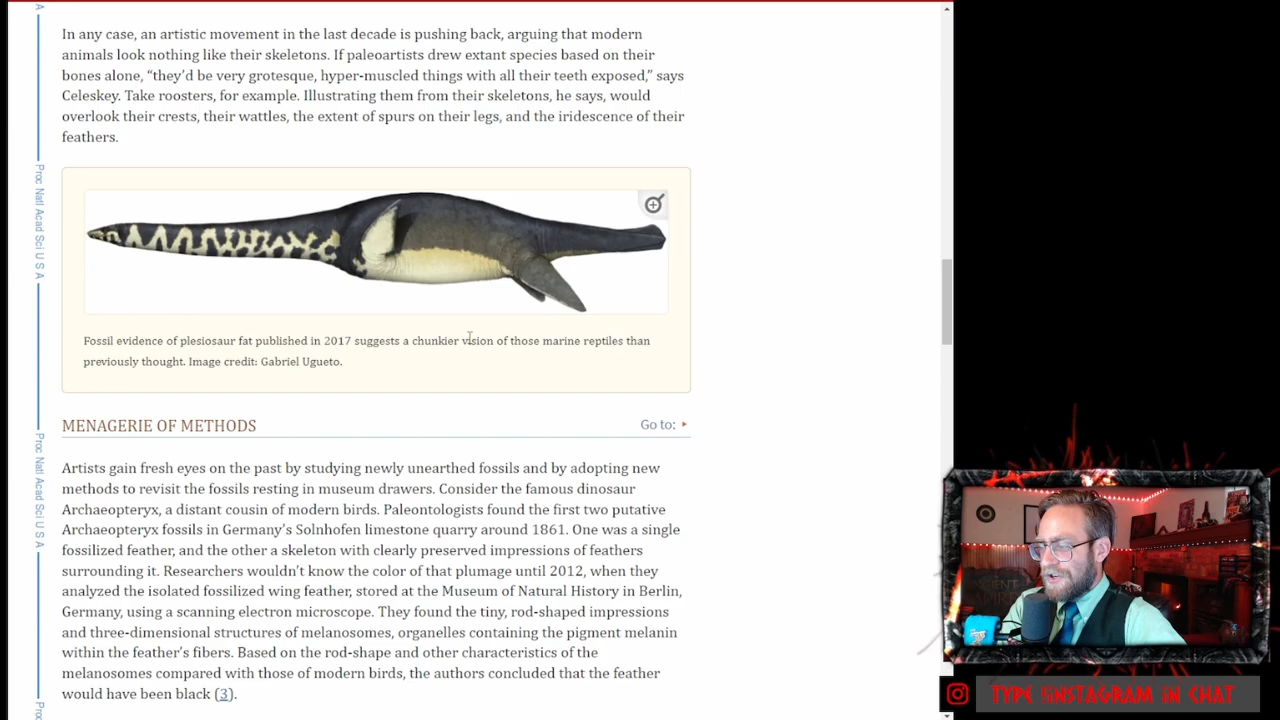 In any case, an artistic movement in the last decade is pushing back, arguing that modern
animals look nothing like their skeletons. If paleoartists drew extant species based on their
bones alone, “they’d be very grotesque, hyper-muscled things with all their teeth exposed,” says
Celeskey. Take roosters, for example. Illustrating them from their skeletons, he says, would
overlook their crests, their wattles, the extent of spurs on their legs, and the iridescence of their
feathers.
Fossil evidence of plesiosaur fat published in 2017 suggests a chunkier vision of those marine reptiles than
previously thought. Image credit: Gabriel Ugueto.
MENAGERIE OF METHODS
Go to:
Artists gain fresh eyes on the past by studying newly unearthed fossils and by adopting new
methods to revisit the fossils resting in museum drawers. Consider the famous dinosaur
Archaeopteryx, a distant cousin of modern birds. Paleontologists found the first two putative
Archaeopteryx fossils in Germany’s Solnhofen limestone quarry around 1861. One was a single
fossilized feather, and the other a skeleton with clearly preserved impressions of feathers
surrounding it. Researchers wouldn’t know the color of that plumage until 2012, when they
analyzed the isolated fossilized wing feather, stored at the Museum of Natural History in Berlin,
Germany, using a scanning electron microscope. They found the tiny, rod-shaped impressions
and three-dimensional structures of melanosomes, organelles containing the pigment melanin
within the feather’s fibers. Based on the rod-shape and other characteristics of the
melanosomes compared with those of modern birds, the authors concluded that the feather
would have been black (3).
A
Proc Natl Acad Sci U S A
Proc Natl Acad Sci U S A
Proc
TYPE !INSTAGRAM IN CHAT